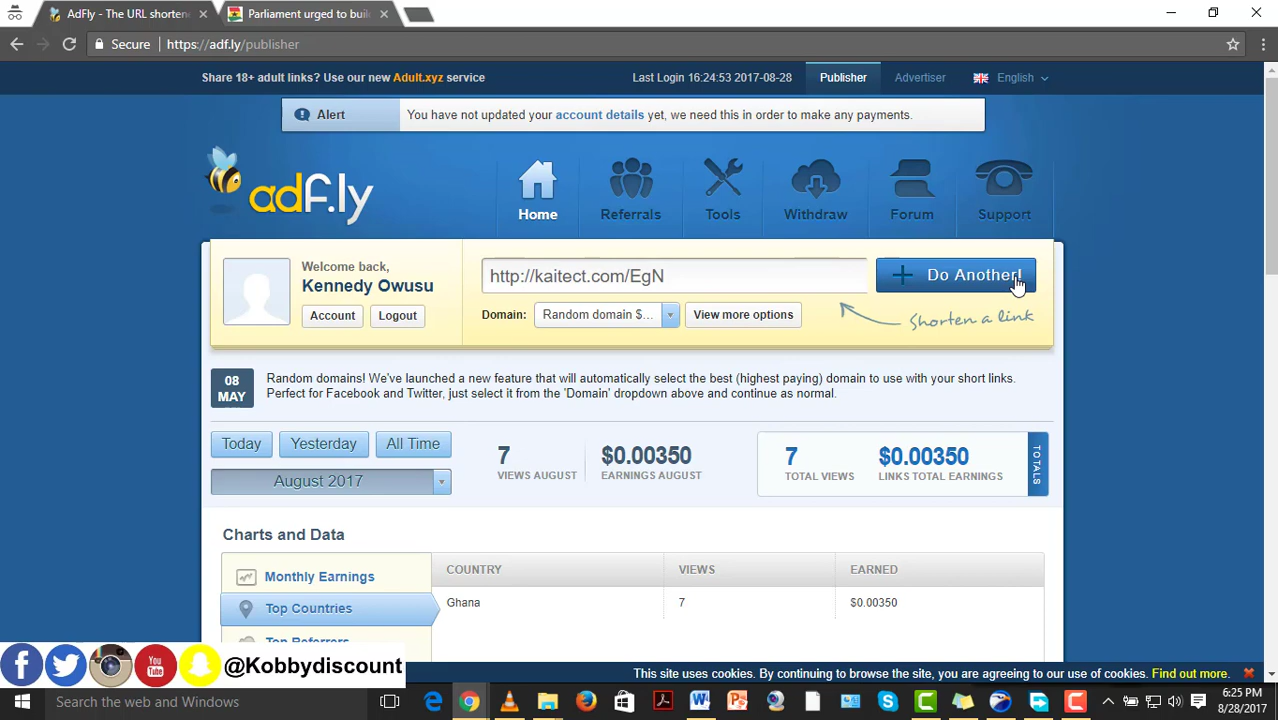 AdFly - The URL shortene
Parliament urged to buil
Secure
https://adf.ly/publisher
Share 18+ adult links? Use our new Adult.xyz service
Last Login 16:24:53 2017-08-28
Publisher
Advertiser
English
Alert
You have not updated your account details yet, we need this in order to make any payments.
adf.ly
Home
Referrals
Tools
Withdraw
Forum
Support
Welcome back,
Kennedy Owusu
Account
Logout
http://kaitect.com/EgN
Do Another!
Domain:
Random domain $...
View more options
Shorten a link
08
MAY
Random domains! We've launched a new feature that will automatically select the best (highest paying) domain to use with your short links.
Perfect for Facebook and Twitter, just select it from the 'Domain' dropdown above and continue as normal.
Today
Yesterday
All Time
August 2017
7
VIEWS AUGUST
$0.00350
EARNINGS AUGUST
7
TOTAL VIEWS
$0.00350
LINKS TOTAL EARNINGS
TOTALS
Charts and Data
Monthly Earnings
Top Countries
Top Referrers
COUNTRY
VIEWS
EARNED
Ghana
7
$0.00350
You Tube
@Kobbydiscount
This site uses cookies. By continuing to browse the site, you are agreeing to our use of cookies. Find out more.
Search the web and Windows
6:25 PM
8/28/2017